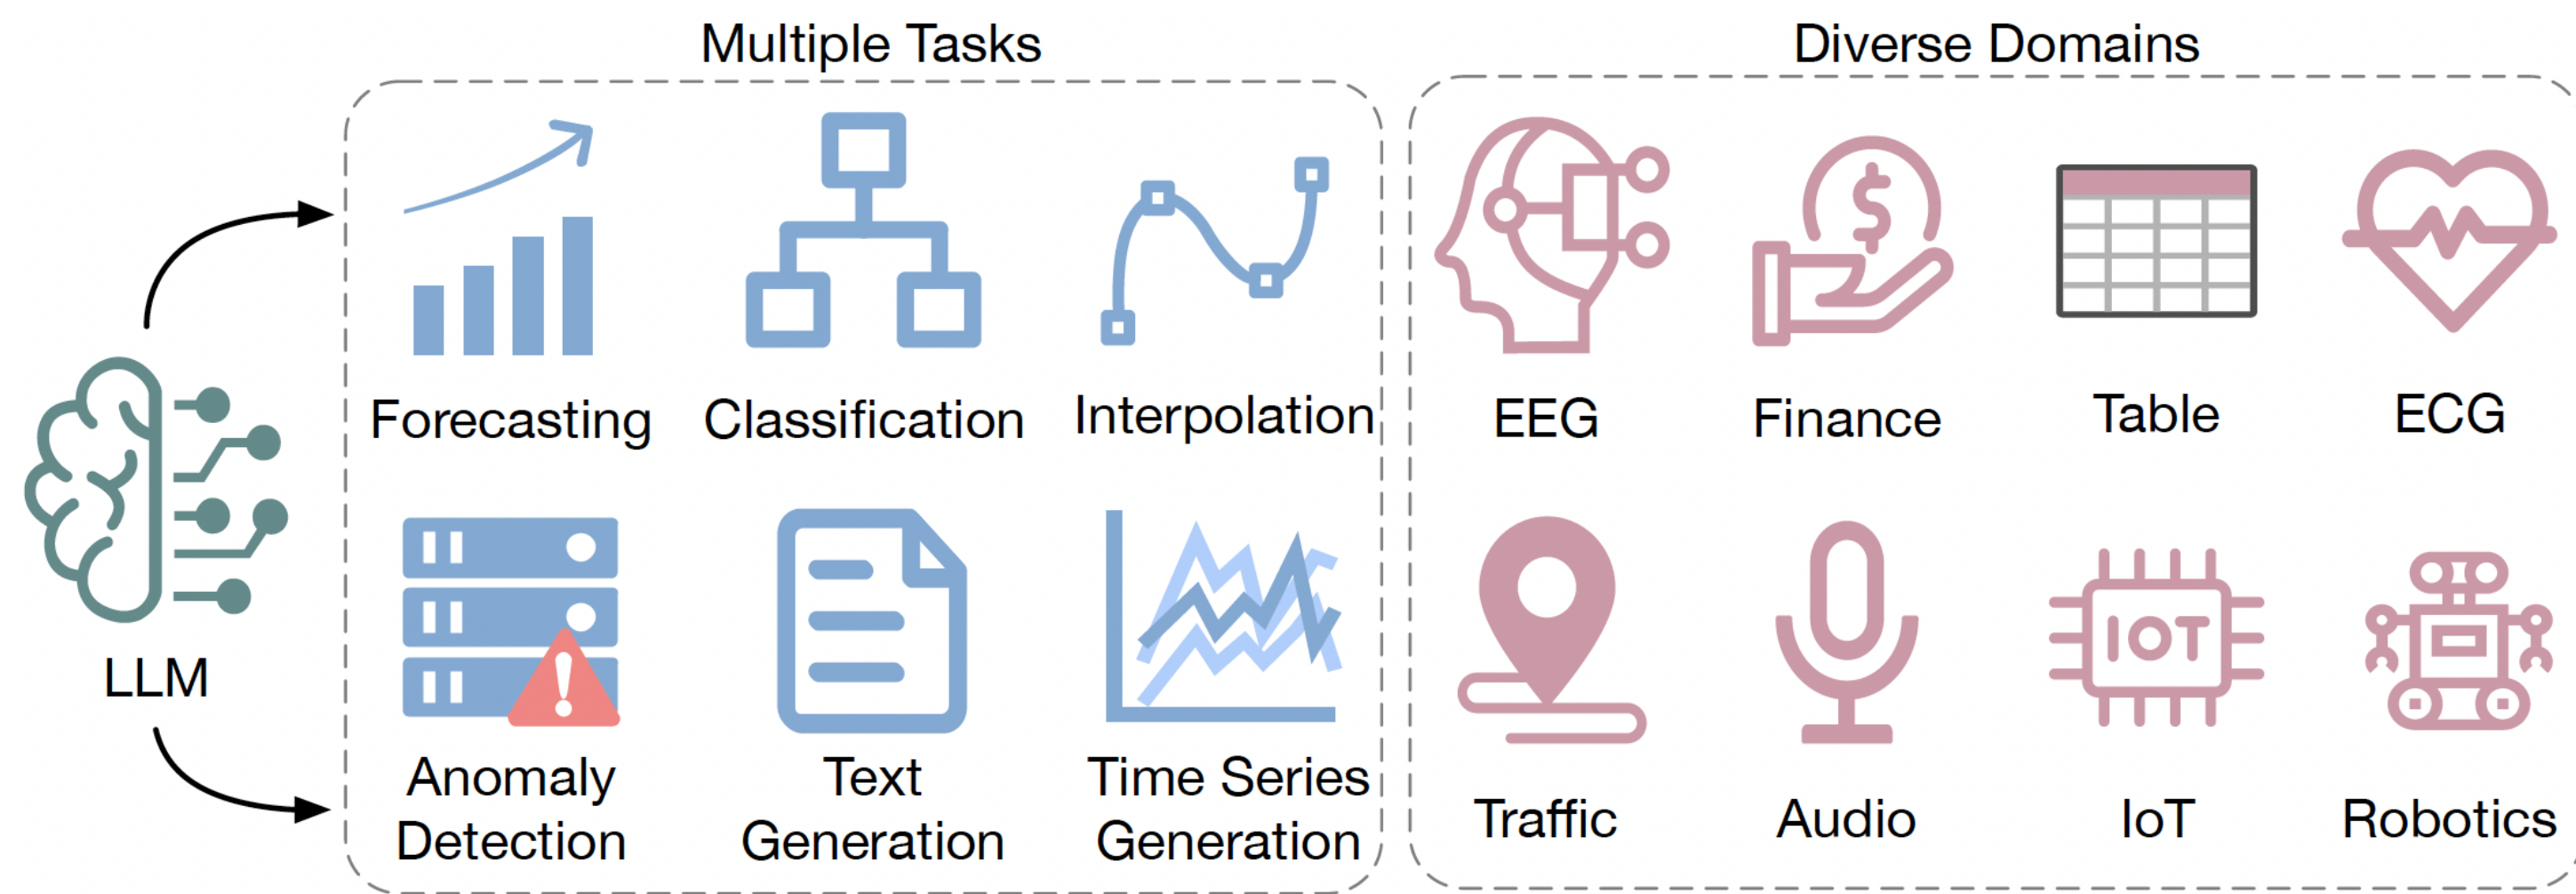 Multiple Tasks
Diverse Domains
Forecasting
Classification
Interpolation
EEG
Finance
$
Table
ECG
LLM
Anomaly
Detection
Text
Generation
Time Series
Generation
Traffic
Audio
IOT
IoT
Robotics